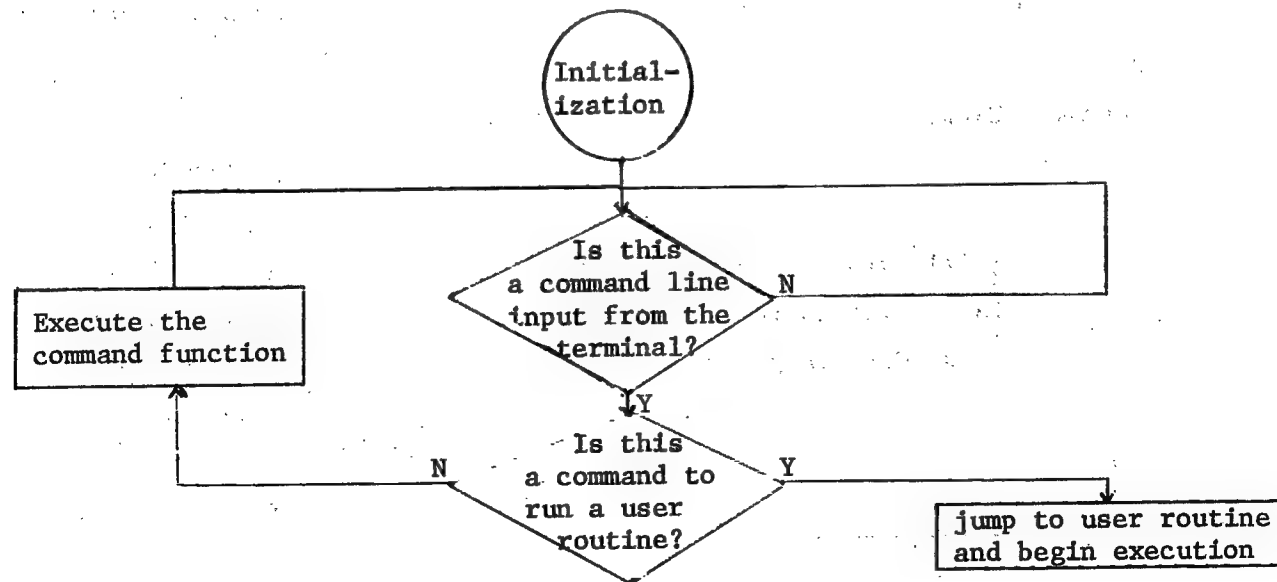 Initial-
ization
Is this
a command line
input from the
terminal?
N
Execute the
command function
Y
Is this
a command to
run a user
routine?
N
Y
jump to user routine
and begin execution